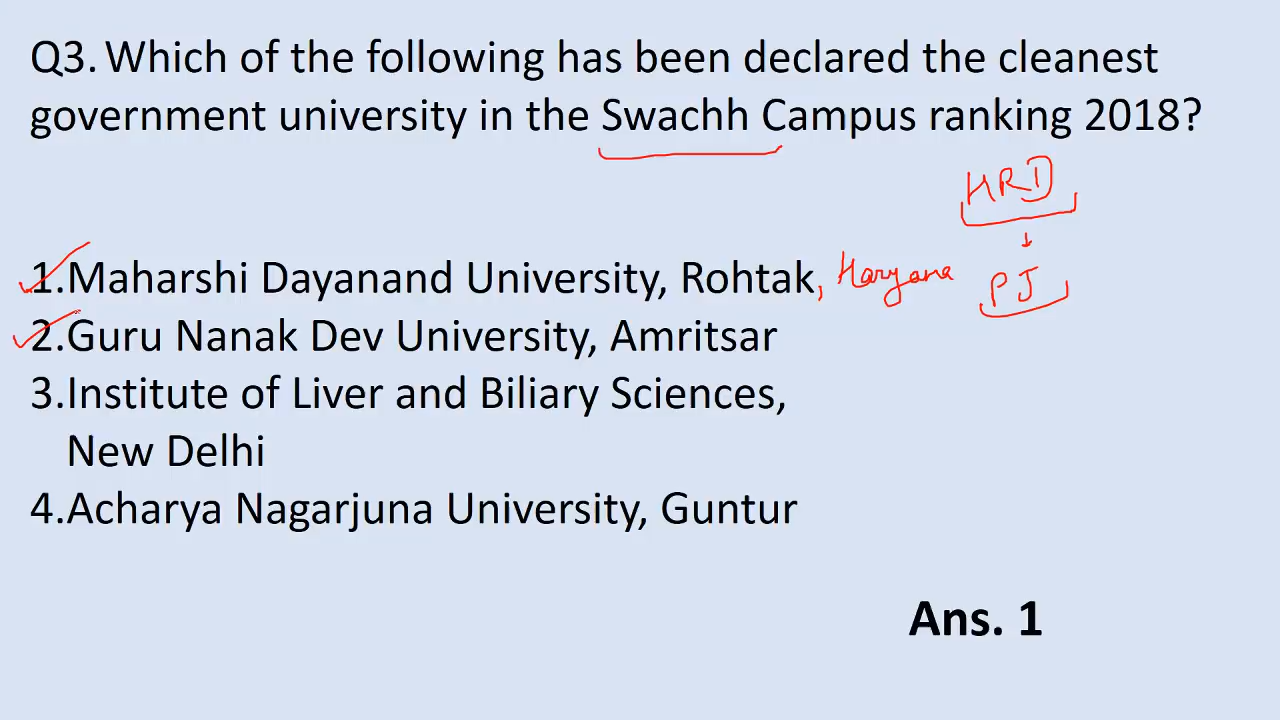 Q3. Which of the following has been declared the cleanest
government university in the Swachh Campus ranking 2018?
HRD
1.Maharshi Dayanand University, Rohtak, Haryana
PJ
2.Guru Nanak Dev University, Amritsar
3.Institute of Liver and Biliary Sciences,
New Delhi
4.Acharya Nagarjuna University, Guntur
Ans. 1